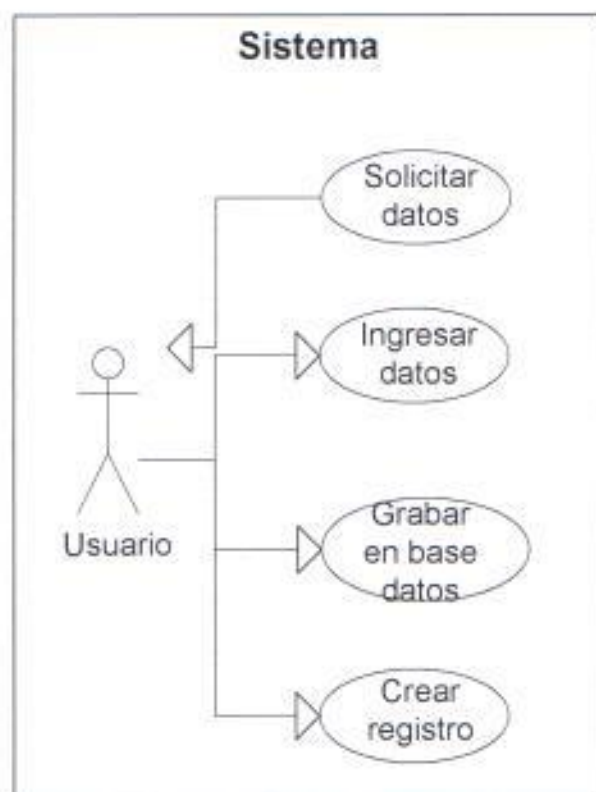 Sistema
Solicitar
datos
Ingresar
datos
Usuario
Grabar
en base
datos
Crear
registro